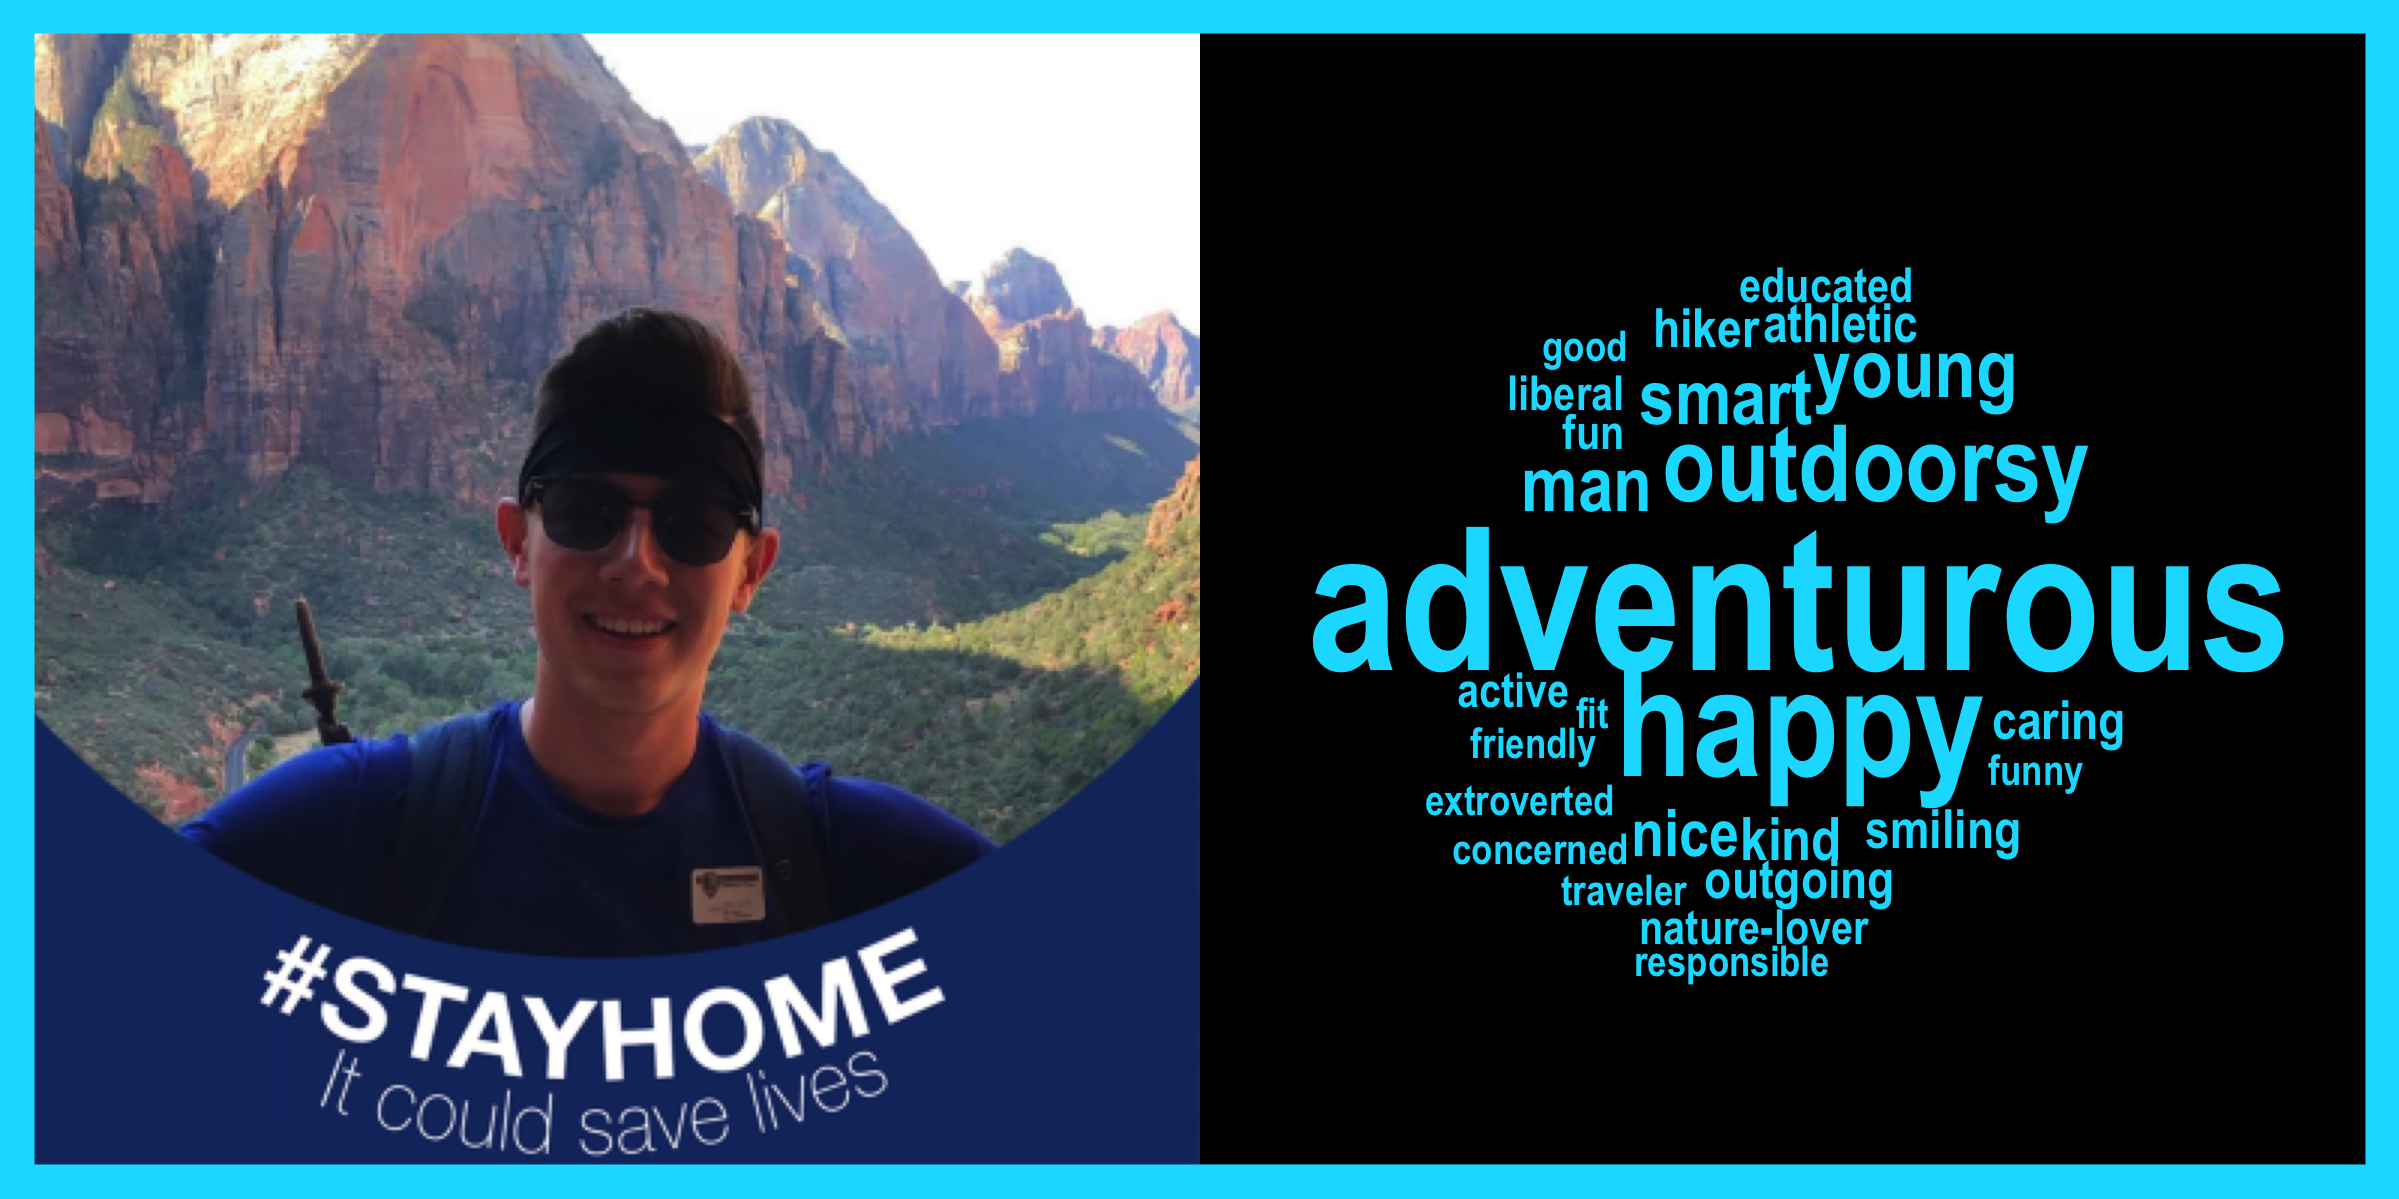 #STAYHOME
It could save lives
educated
hiker athletic
good
young
liberal smart
fun
man outdoorsy
adventurous
active fit happy caring
friendly funny
extroverted
concerned nice kind smiling
traveler outgoing
nature-lover
responsible